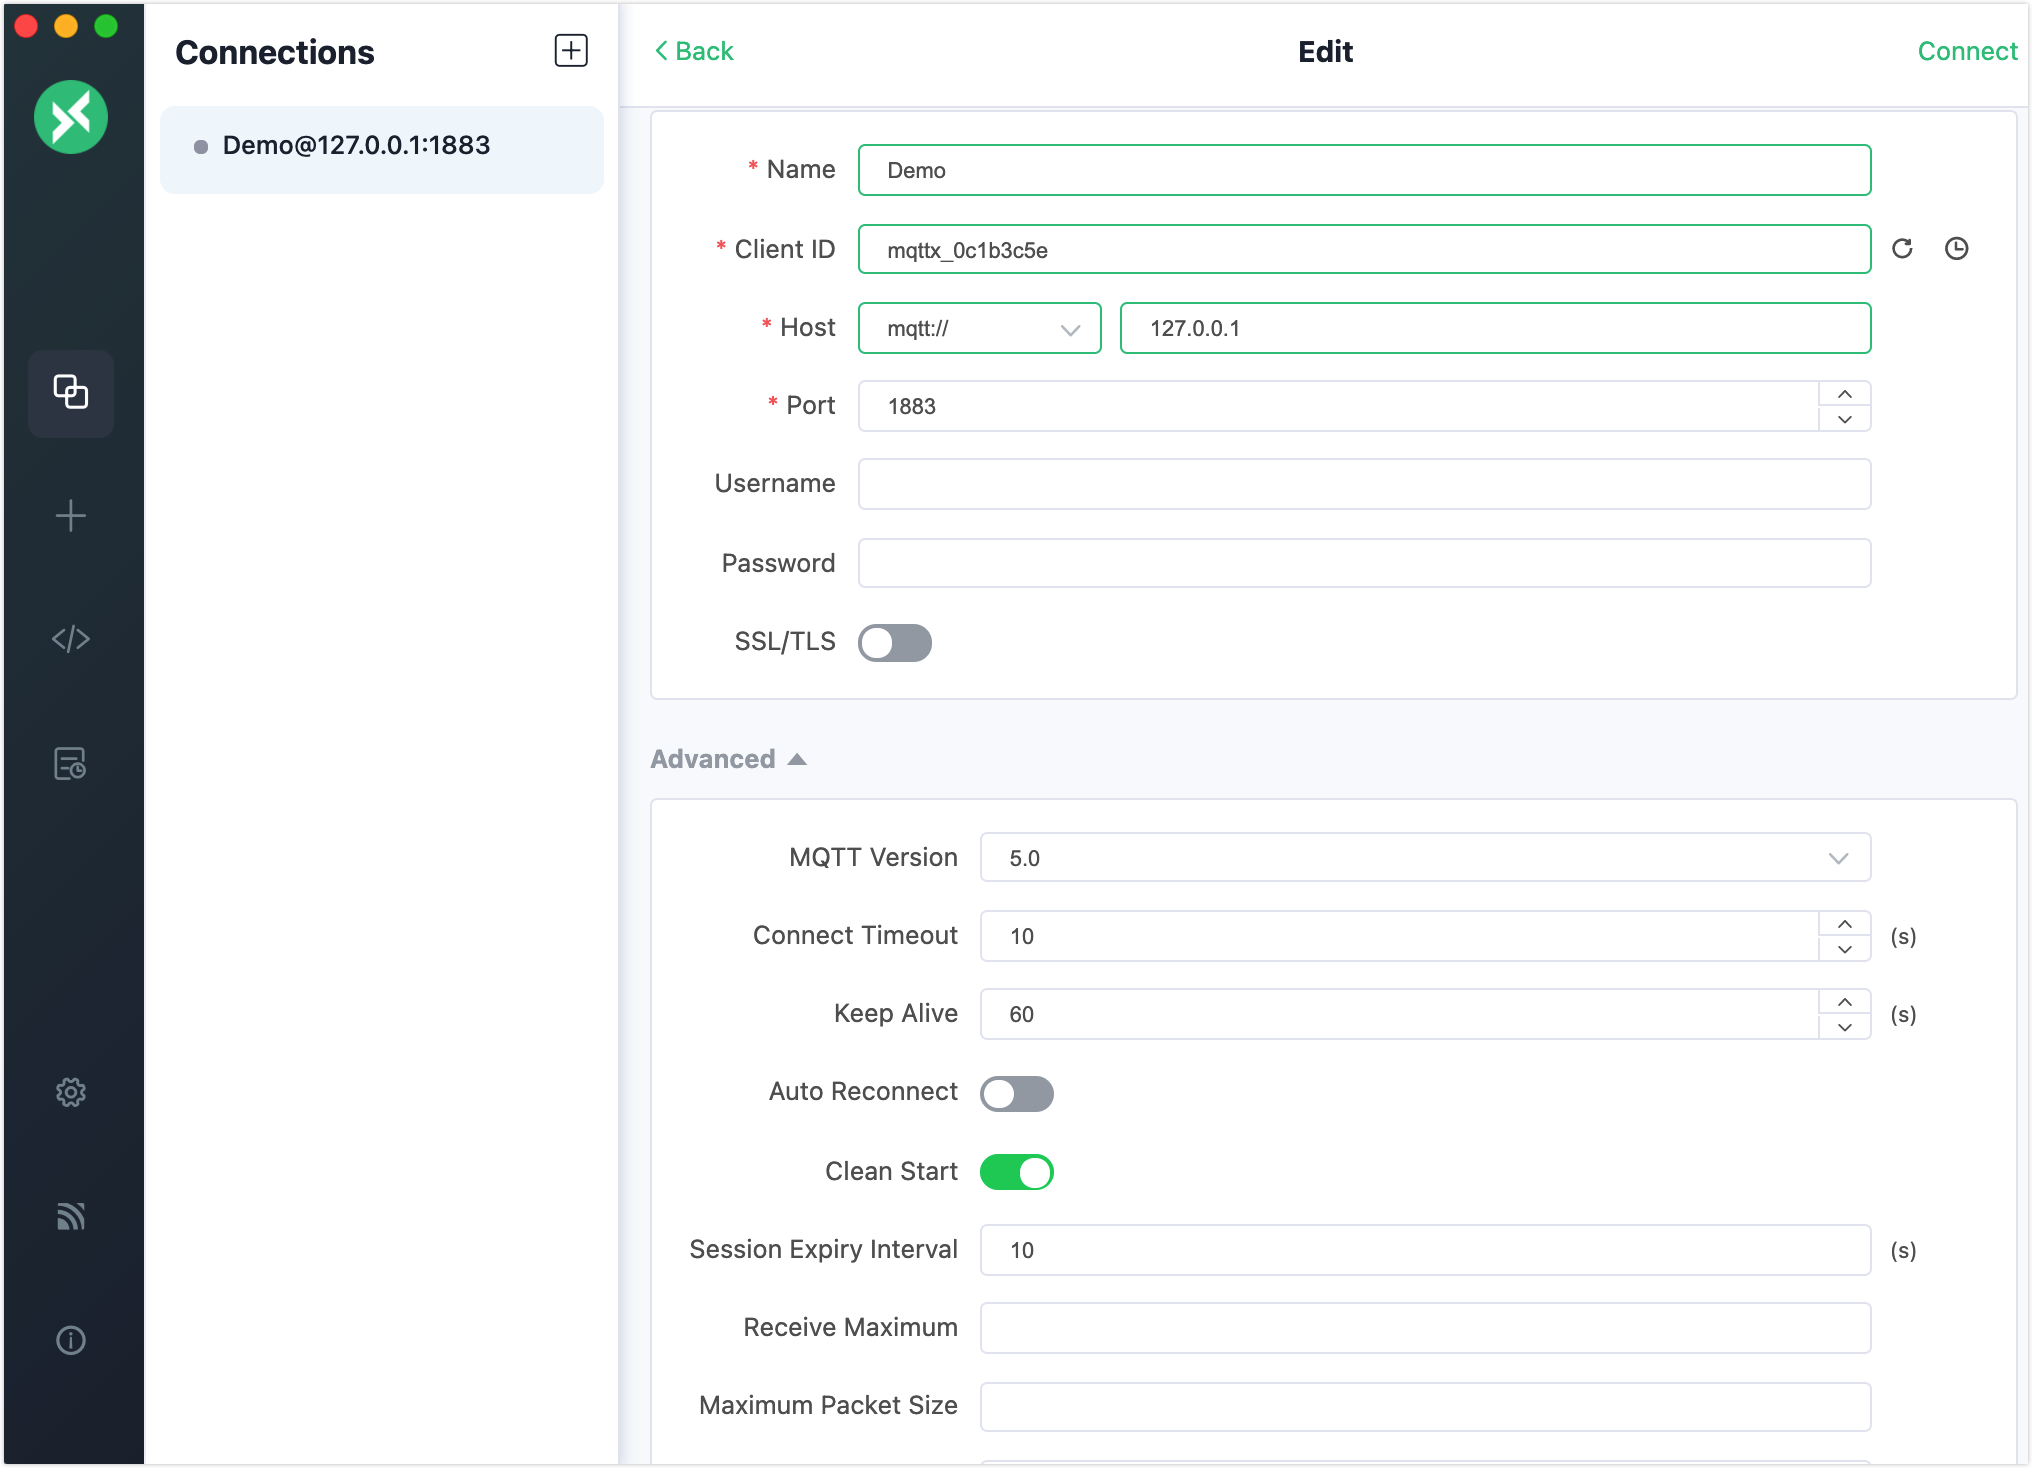 Connections
Demo@127.0.0.1:1883
Back
Edit
Connect
* Name
Demo
* Client ID
mqttx_0c1b3c5e
* Host
mqtt://
127.0.0.1
* Port
1883
Username
Password
SSL/TLS
Advanced
MQTT Version
5.0
Connect Timeout
10
(s)
Keep Alive
60
(s)
Auto Reconnect
Clean Start
Session Expiry Interval
10
(s)
Receive Maximum
Maximum Packet Size